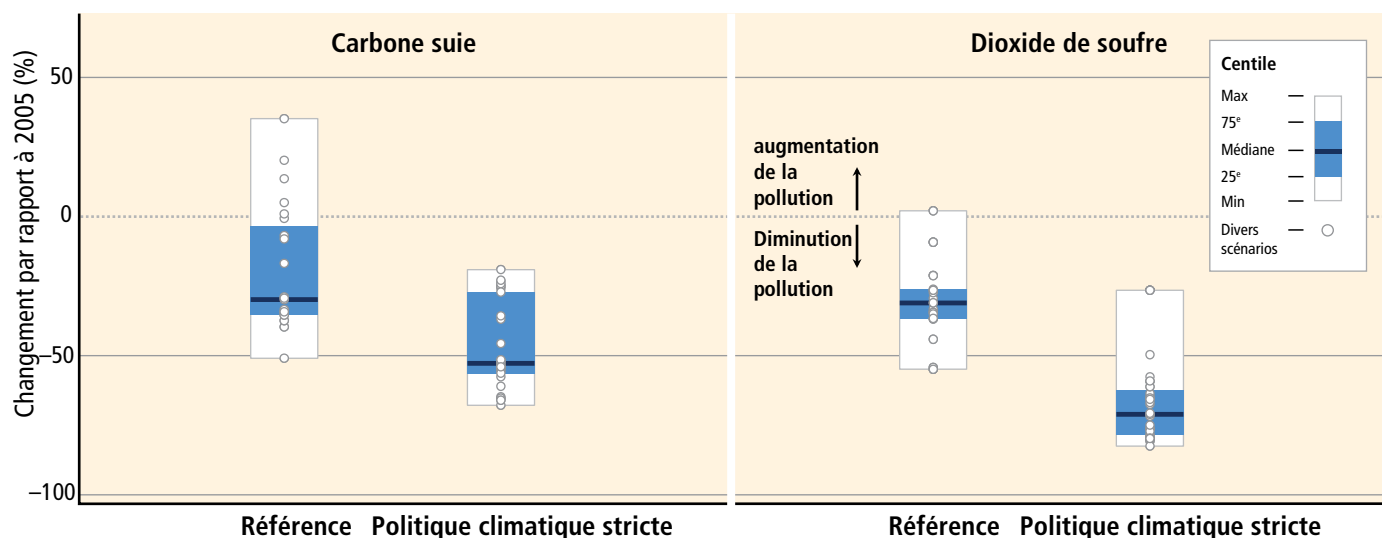 Changement par rapport à 2005 (%)
50
0
–50
–100
Carbone suie
Référence
Politique climatique stricte
Dioxide de soufre
augmentation
de la
pollution
Diminution
de la
pollution
Référence
Politique climatique stricte
Centile
Max
75e
Médiane
25e
Min
Divers
scénarios